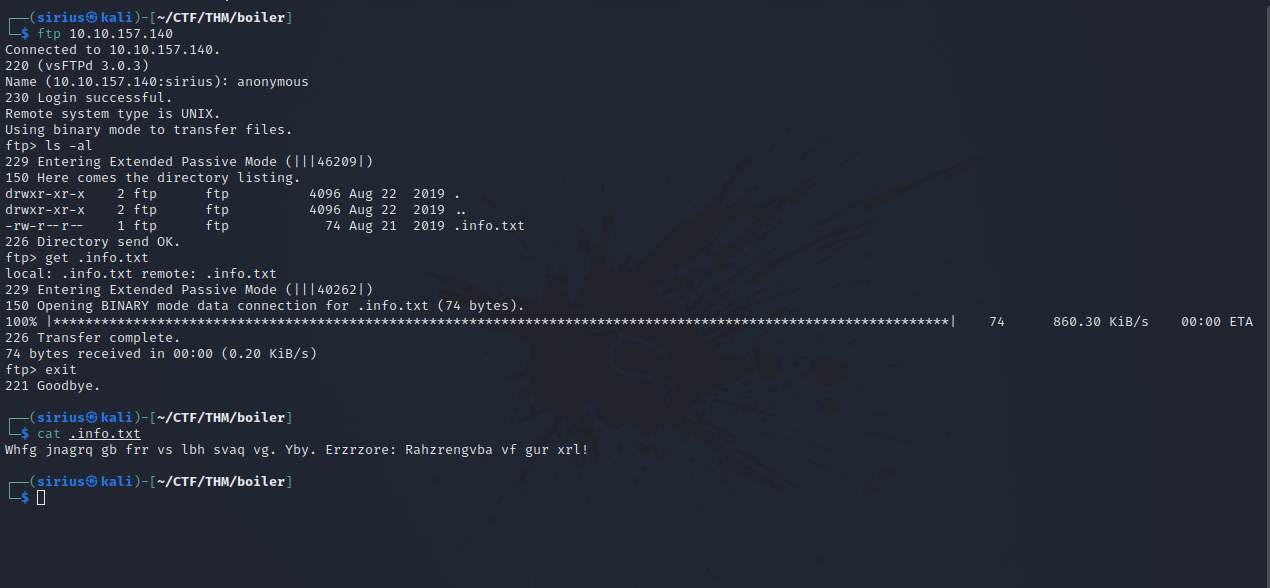 ┌──(sirius㉿kali)-[~/CTF/THM/boiler]
└─$ ftp 10.10.157.140
Connected to 10.10.157.140.
220 (vsFTPd 3.0.3)
Name (10.10.157.140:sirius): anonymous
230 Login successful.
Remote system type is UNIX.
Using binary mode to transfer files.
ftp> ls -al
229 Entering Extended Passive Mode (|||46209|)
150 Here comes the directory listing.
drwxr-xr-x    2 ftp      ftp          4096 Aug 22  2019 .
drwxr-xr-x    2 ftp      ftp          4096 Aug 22  2019 ..
-rw-r--r--    1 ftp      ftp            74 Aug 21  2019 .info.txt
226 Directory send OK.
ftp> get .info.txt
local: .info.txt remote: .info.txt
229 Entering Extended Passive Mode (|||40262|)
150 Opening BINARY mode data connection for .info.txt (74 bytes).
100% |*****************************************************************************************************************|    74      860.30 KiB/s    00:00 ETA
226 Transfer complete.
74 bytes received in 00:00 (0.20 KiB/s)
ftp> exit
221 Goodbye.
┌──(sirius㉿kali)-[~/CTF/THM/boiler]
└─$ cat .info.txt
Whfg jnagrq gb frr vs lbh svaq vg. Yby. Erzrzore: Rahzrengvba vf gur xrl!
┌──(sirius㉿kali)-[~/CTF/THM/boiler]
└─$